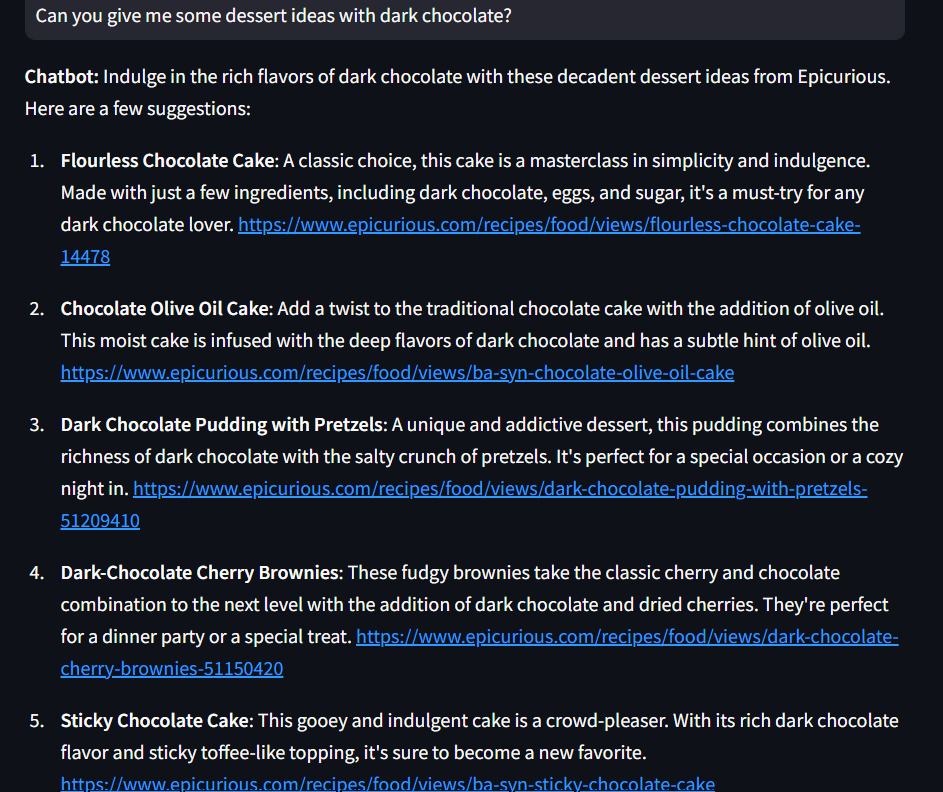 Can you give me some dessert ideas with dark chocolate?
Chatbot: Indulge in the rich flavors of dark chocolate with these decadent dessert ideas from Epicurious.
Here are a few suggestions:
1. Flourless Chocolate Cake: A classic choice, this cake is a masterclass in simplicity and indulgence.
Made with just a few ingredients, including dark chocolate, eggs, and sugar, it's a must-try for any
dark chocolate lover. https://www.epicurious.com/recipes/food/views/flourless-chocolate-cake-
14478
2. Chocolate Olive Oil Cake: Add a twist to the traditional chocolate cake with the addition of olive oil.
This moist cake is infused with the deep flavors of dark chocolate and has a subtle hint of olive oil.
https://www.epicurious.com/recipes/food/views/ba-syn-chocolate-olive-oil-cake
3. Dark Chocolate Pudding with Pretzels: A unique and addictive dessert, this pudding combines the
richness of dark chocolate with the salty crunch of pretzels. It's perfect for a special occasion or a cozy
night in. https://www.epicurious.com/recipes/food/views/dark-chocolate-pudding-with-pretzels-
51209410
4. Dark-Chocolate Cherry Brownies: These fudgy brownies take the classic cherry and chocolate
combination to the next level with the addition of dark chocolate and dried cherries. They're perfect
for a dinner party or a special treat. https://www.epicurious.com/recipes/food/views/dark-chocolate-
cherry-brownies-51150420
5. Sticky Chocolate Cake: This gooey and indulgent cake is a crowd-pleaser. With its rich dark chocolate
flavor and sticky toffee-like topping, it's sure to become a new favorite.
https://www.epicurious.com/recipes/food/views/ba-syn-sticky-chocolate-cake